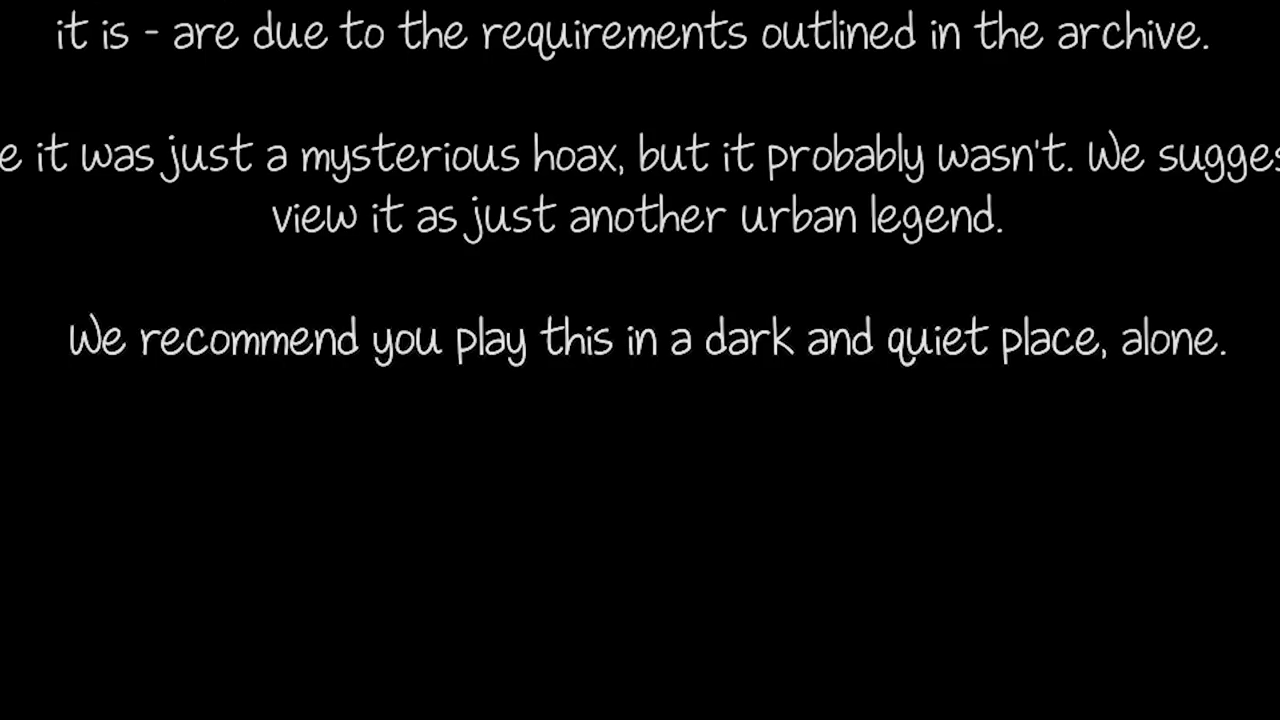 it is - are due to the requirements outlined in the archive.
e it was just a mysterious hoax, but it probably wasn't. We sugges
view it as just another urban legend.
We recommend you play this in a dark and quiet place, alone.